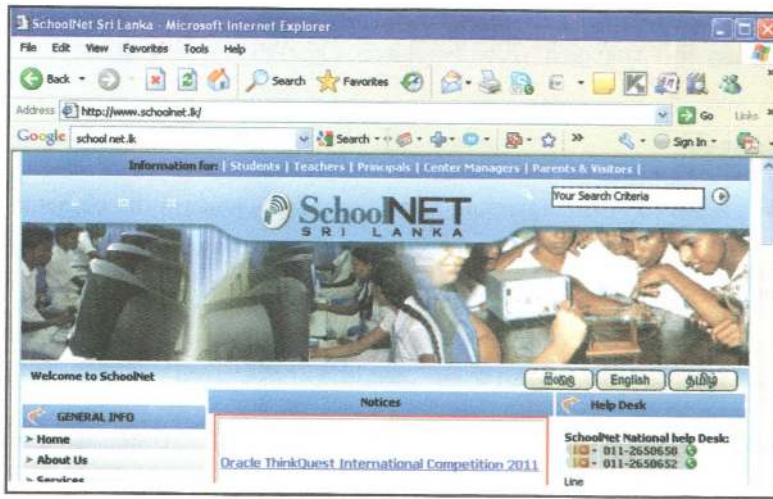 SchoolNet Sri Lanka - Microsoft Internet Explorer
File Edit View Favorites Tools Help
Back Search Favorites
Address http://www.schoolnet.lk/ Go Links
Google school net.lk Search Sign In
Information for: | Students | Teachers | Principals | Center Managers | Parents & Visitors |
Your Search Criteria
SchoolNET
SRI LANKA
Welcome to SchoolNet
සිංහල English தமிழ்
GENERAL INFO Notices Help Desk
> Home
> About Us
> Services
Oracle ThinkQuest International Competition 2011
SchoolNet National help Desk:
011-2650650
011-2650652
Line